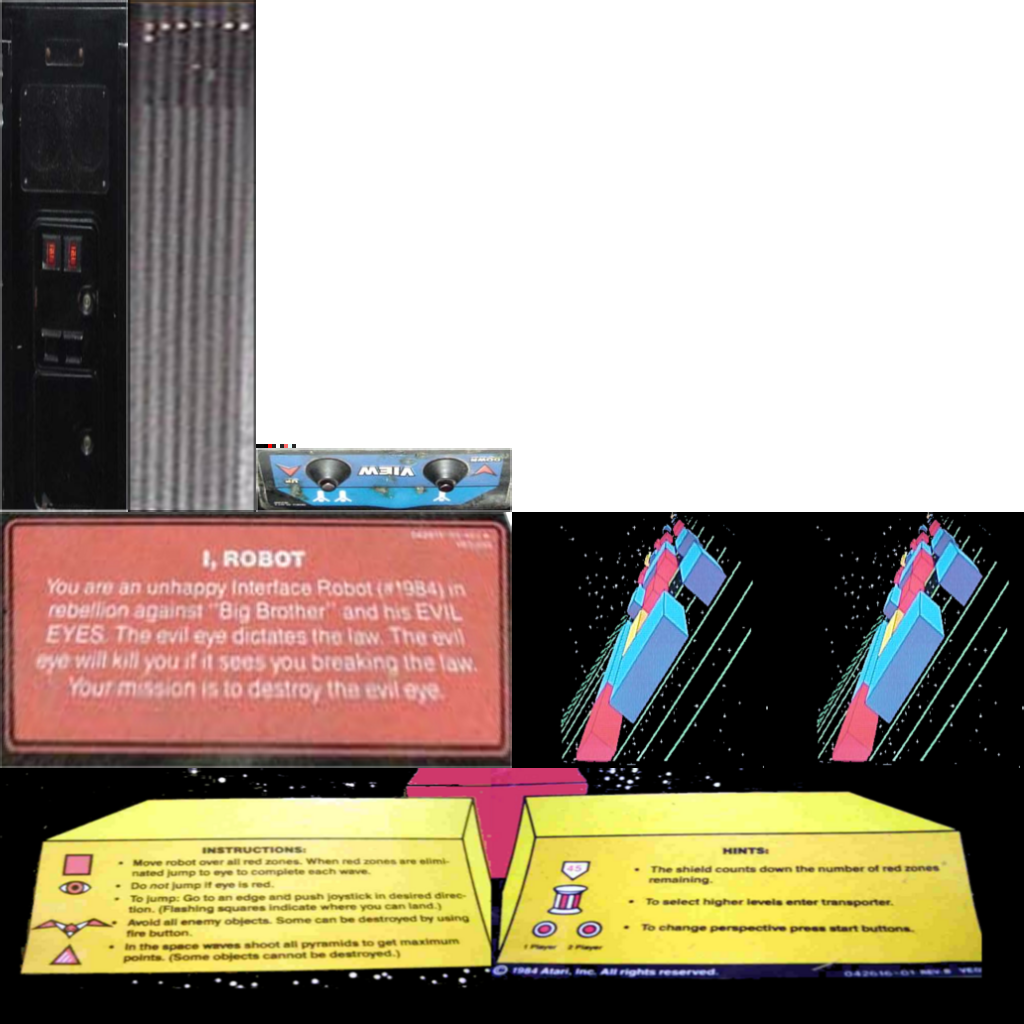 VIEW
I, ROBOT
You are an unhappy Interface Robot (#1984) in
rebellion against "Big Brother" and his EVIL
EYES. The evil eye dictates the law. The evil
eye will kill you if it sees you breaking the law.
Your mission is to destroy the evil eye.
INSTRUCTIONS:
• Move robot over all red zones. When red zones are elimi-
nated jump to eye to complete each wave.
• Do not jump if eye is red.
• To jump: Go to an edge and push joystick in desired direc-
tion. (Flashing squares indicate where you can land.)
• Avoid all enemy objects. Some can be destroyed by using
fire button.
• In the space waves shoot all pyramids to get maximum
points. (Some objects cannot be destroyed.)
HINTS:
45
• The shield counts down the number of red zones
remaining.
• To select higher levels enter transporter.
• To change perspective press start buttons.
1 Player 2 Player
© 1984 Atari, Inc. All rights reserved.
042616-01 REV B